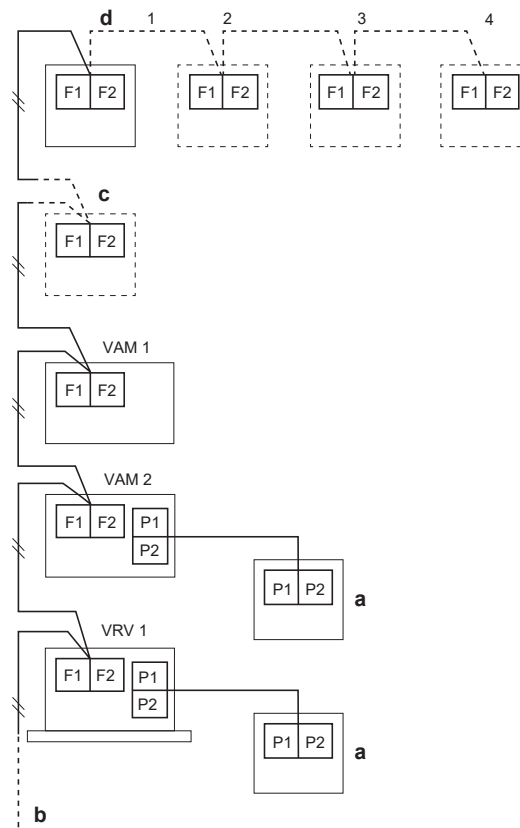 d 1 2 3 4
F1 F2 F1 F2 F1 F2 F1 F2
c
F1 F2
VAM 1
F1 F2
VAM 2
F1 F2 P1
P2
P1 P2 a
VRV 1
F1 F2 P1
P2
P1 P2 a
b